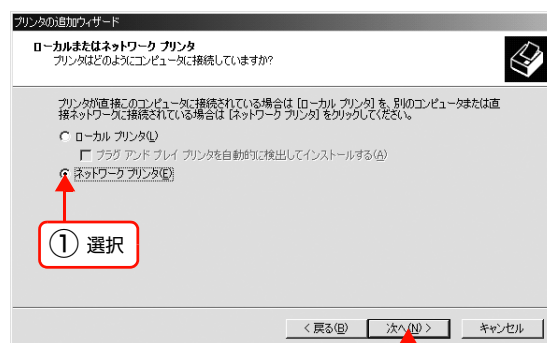 プリンタの追加ウィザード
ローカルまたはネットワーク プリンタ
プリンタはどのようにコンピュータに接続していますか?
プリンタが直接このコンピュータに接続されている場合は [ローカル プリンタ] を、別のコンピュータまたは直
接ネットワークに接続されている場合は [ネットワーク プリンタ] をクリックしてください。
ローカル プリンタ(L)
プラグ アンド プレイ プリンタを自動的に検出してインストールする(A)
ネットワーク プリンタ(E)
① 選択
< 戻る(B)
次へ(N) >
キャンセル